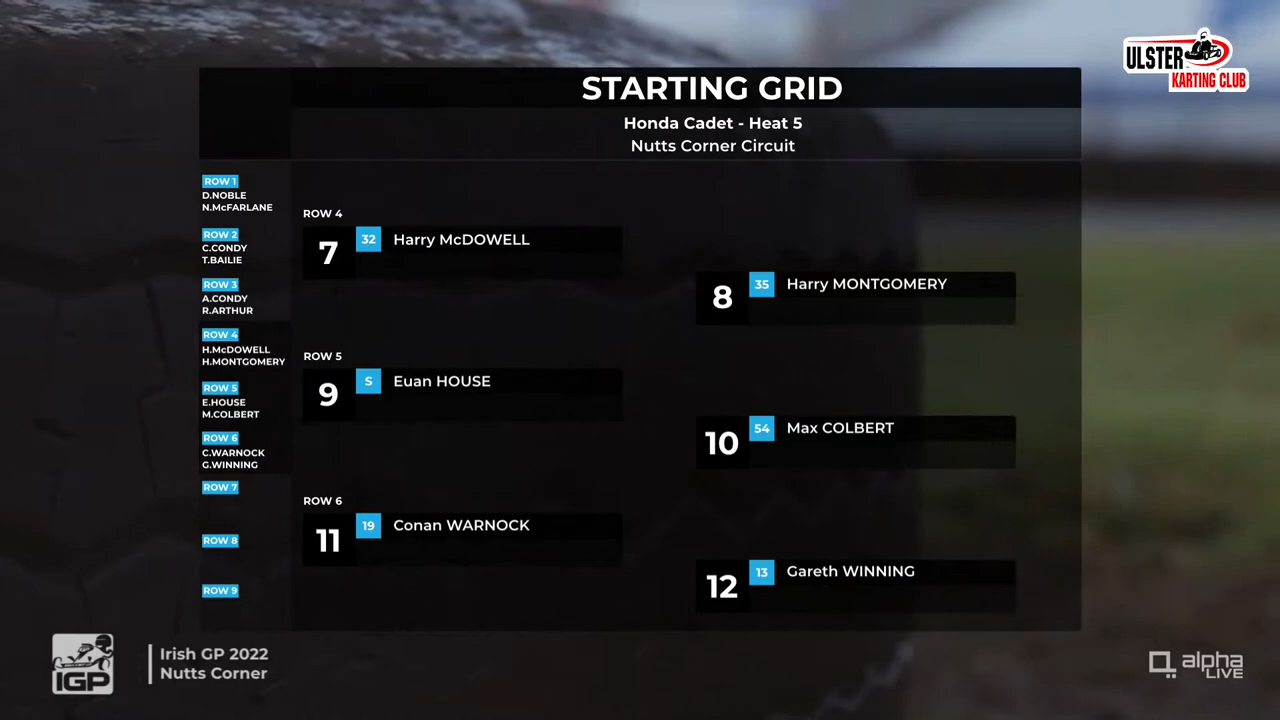 ULSTER
KARTING CLUB
STARTING GRID
Honda Cadet - Heat 5
Nutts Corner Circuit
ROW 1
D.NOBLE
N.McFARLANE
ROW 2
C.CONDY
T.BAILIE
ROW 3
A.CONDY
R.ARTHUR
ROW 4
H.McDOWELL
H.MONTGOMERY
ROW 5
E.HOUSE
M.COLBERT
ROW 6
C.WARNOCK
G.WINNING
ROW 7
ROW 8
ROW 9
ROW 4
7 32 Harry McDOWELL
8 35 Harry MONTGOMERY
ROW 5
9 S Euan HOUSE
10 54 Max COLBERT
ROW 6
11 19 Conan WARNOCK
12 13 Gareth WINNING
IGP
Irish GP 2022
Nutts Corner
alpha
LIVE